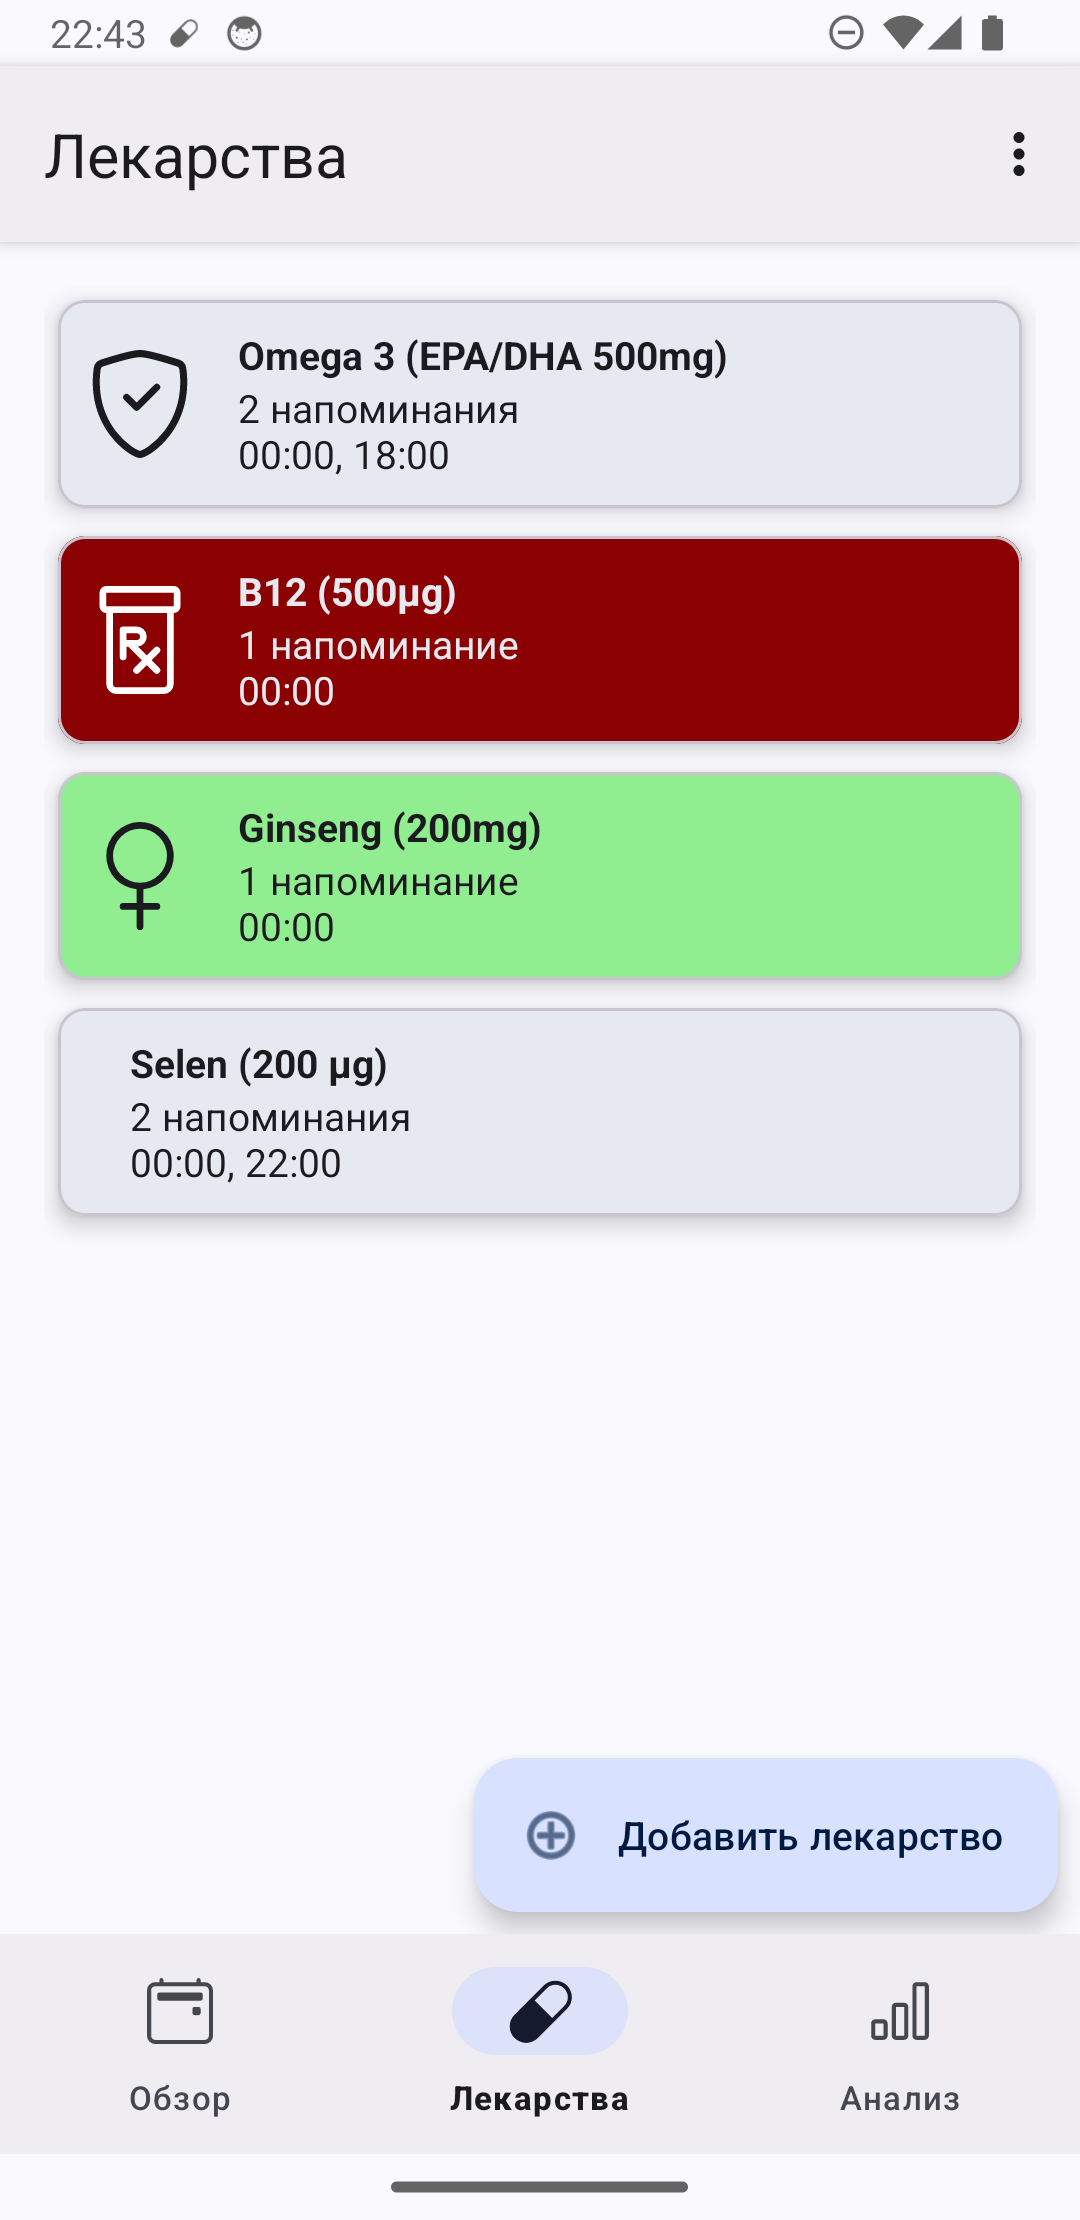 22:43
Лекарства
Omega 3 (EPA/DHA 500mg)
2 напоминания
00:00, 18:00
B12 (500µg)
1 напоминание
00:00
Ginseng (200mg)
1 напоминание
00:00
Selen (200 µg)
2 напоминания
00:00, 22:00
Добавить лекарство
Обзор
Лекарства
Анализ